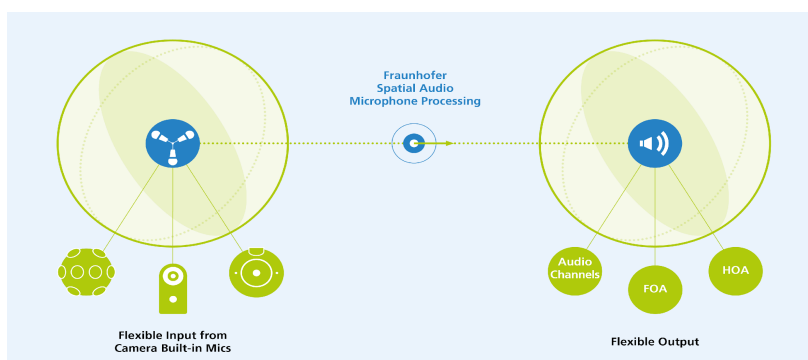 Fraunhofer
Spatial Audio
Microphone Processing
Audio
Channels
FOA
HOA
Flexible Input from
Camera Built-in Mics
Flexible Output